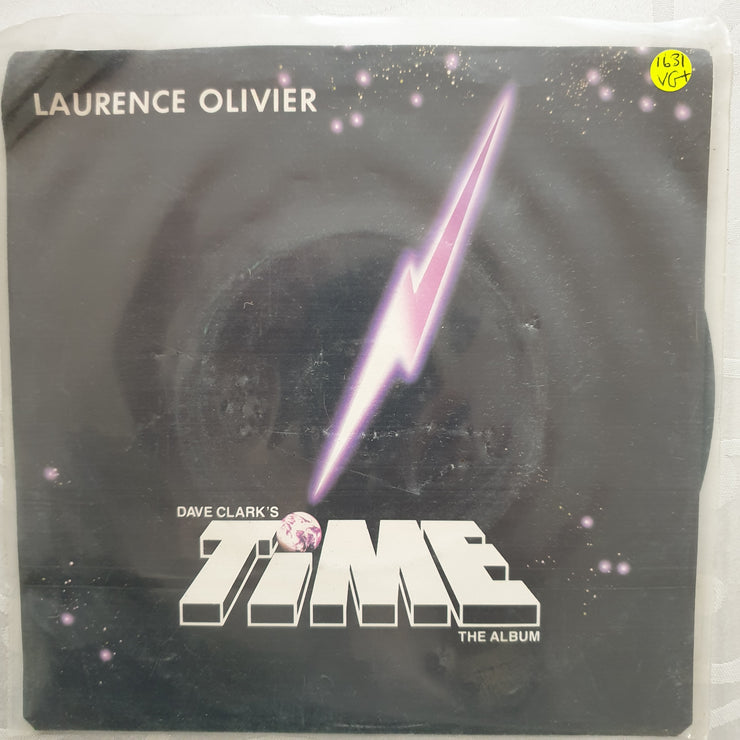 1631
VG+
LAURENCE OLIVIER
DAVE CLARK'S
TiME
THE ALBUM